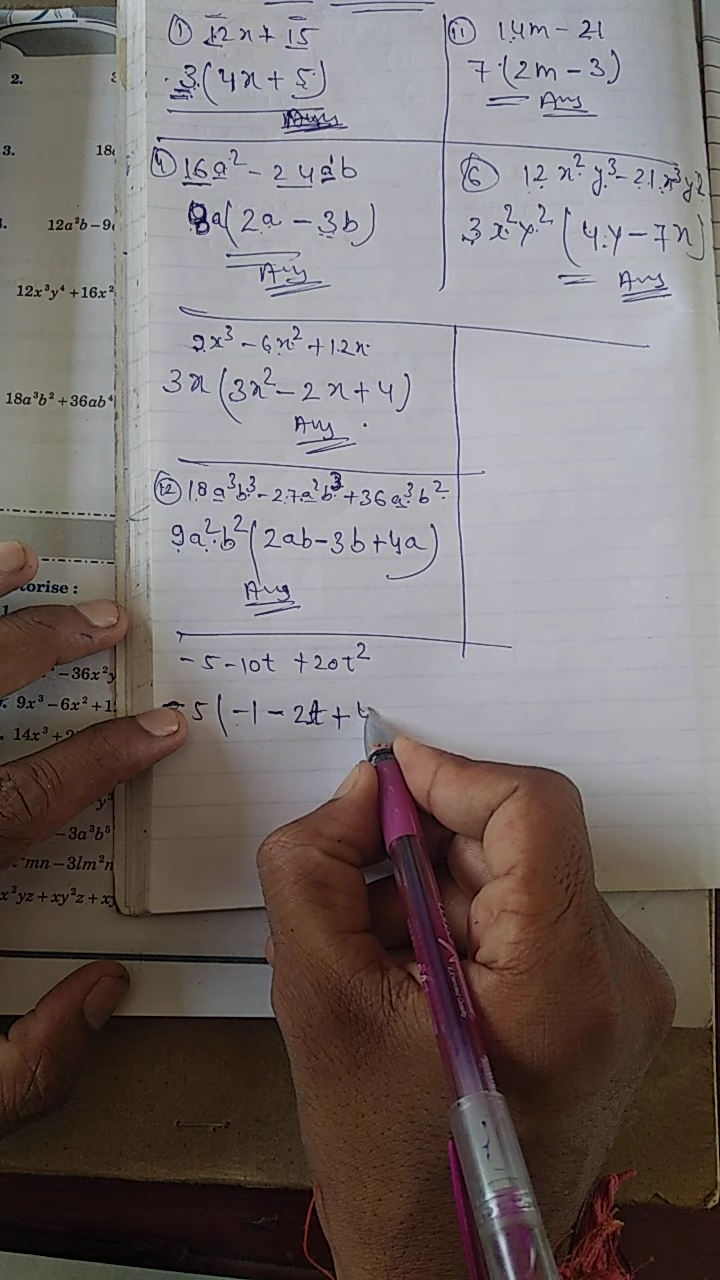 2.
3.
18
12a²b – 9
12x³y⁴ + 16x²
18a³b² + 36ab⁴
orise :
– 36x²y
9x³ – 6x² + 1
14x³ +
– 3a³b⁵
mn – 3lm²n
x²yz + xy²z + x
① 12x + 15
3(4x + 5)
Ans
⑪ 14m – 21
7(2m – 3)
Ans
④ 16a² – 24ab
8a(2a – 3b)
Ans
⑥ 12x²y³ – 21x³y²
3x²y²(4y – 7x)
Ans
9x³ – 6x² + 12x
3x(3x² – 2x + 4)
Ans
⑫ 18a³b³ – 27a²b³ + 36a³b²
9a²b²(2ab – 3b + 4a)
Ans
– 5 – 10t + 20t²
5(–1 – 2t +